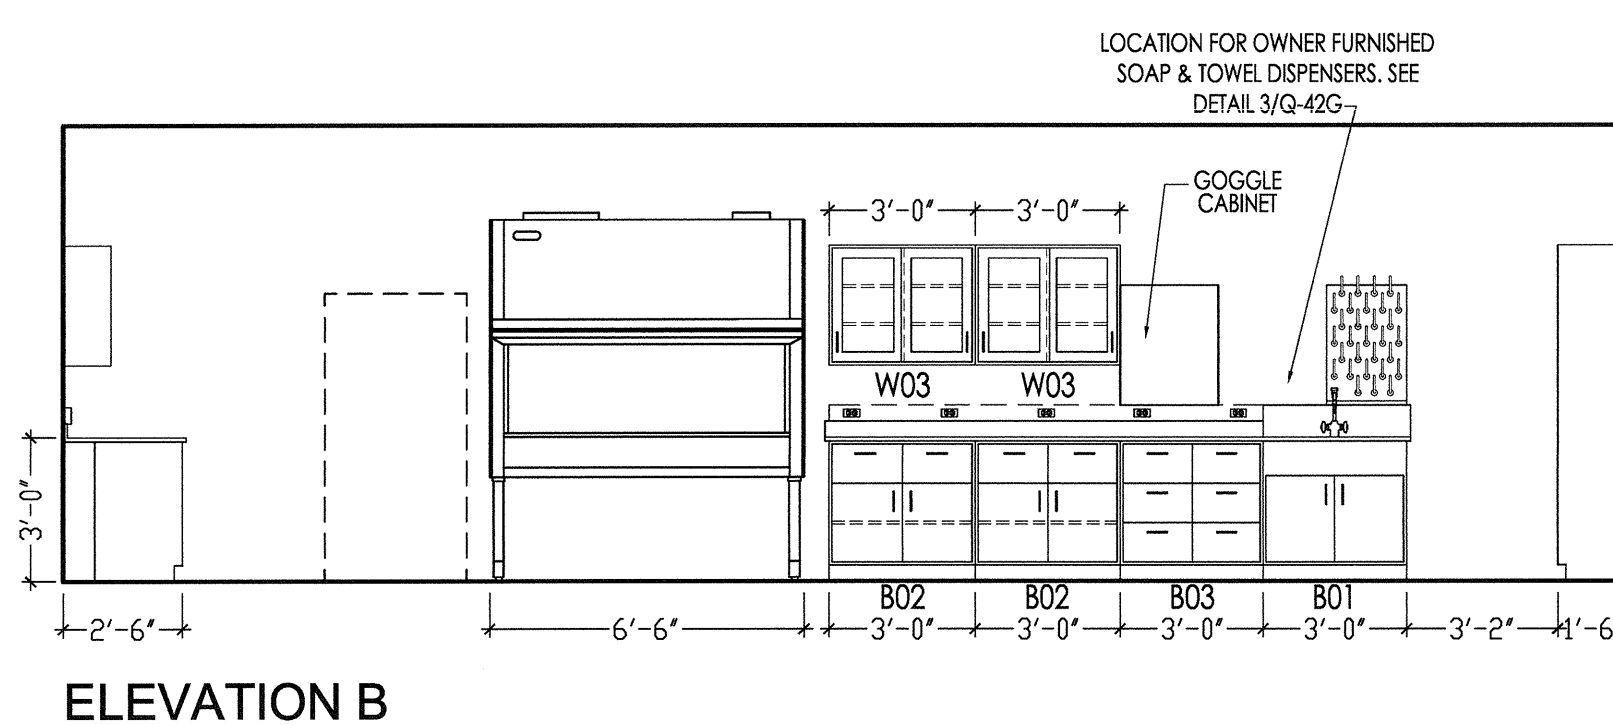 LOCATION FOR OWNER FURNISHED
SOAP & TOWEL DISPENSERS. SEE
DETAIL 3/Q-42G
GOGGLE
CABINET
3'-0" 3'-0"
W03 W03
3'-0"
B02 B02 B03 B01
2'-6" 6'-6" 3'-0" 3'-0" 3'-0" 3'-0" 3'-2" 1'-6
ELEVATION B